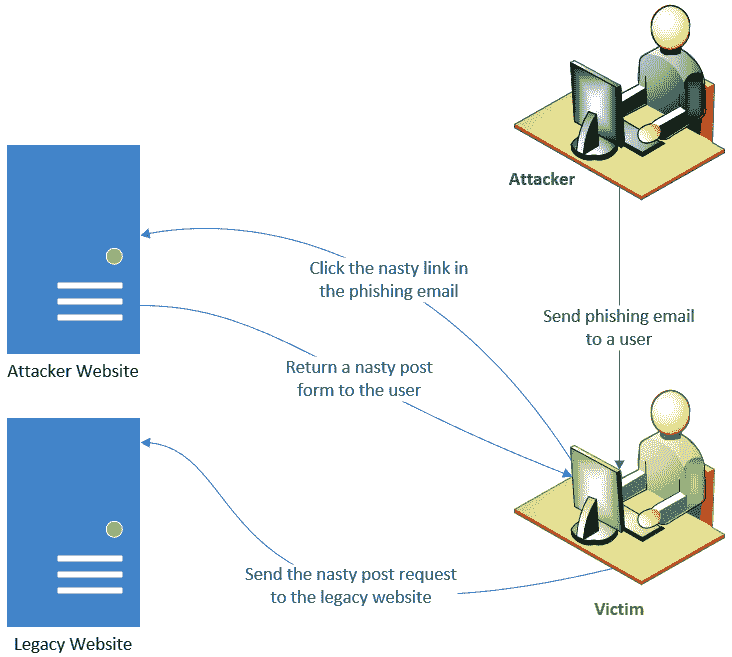 Attacker
Click the nasty link in
the phishing email
Send phishing email
to a user
Return a nasty post
form to the user
Attacker Website
Send the nasty post request
to the legacy website
Victim
Legacy Website